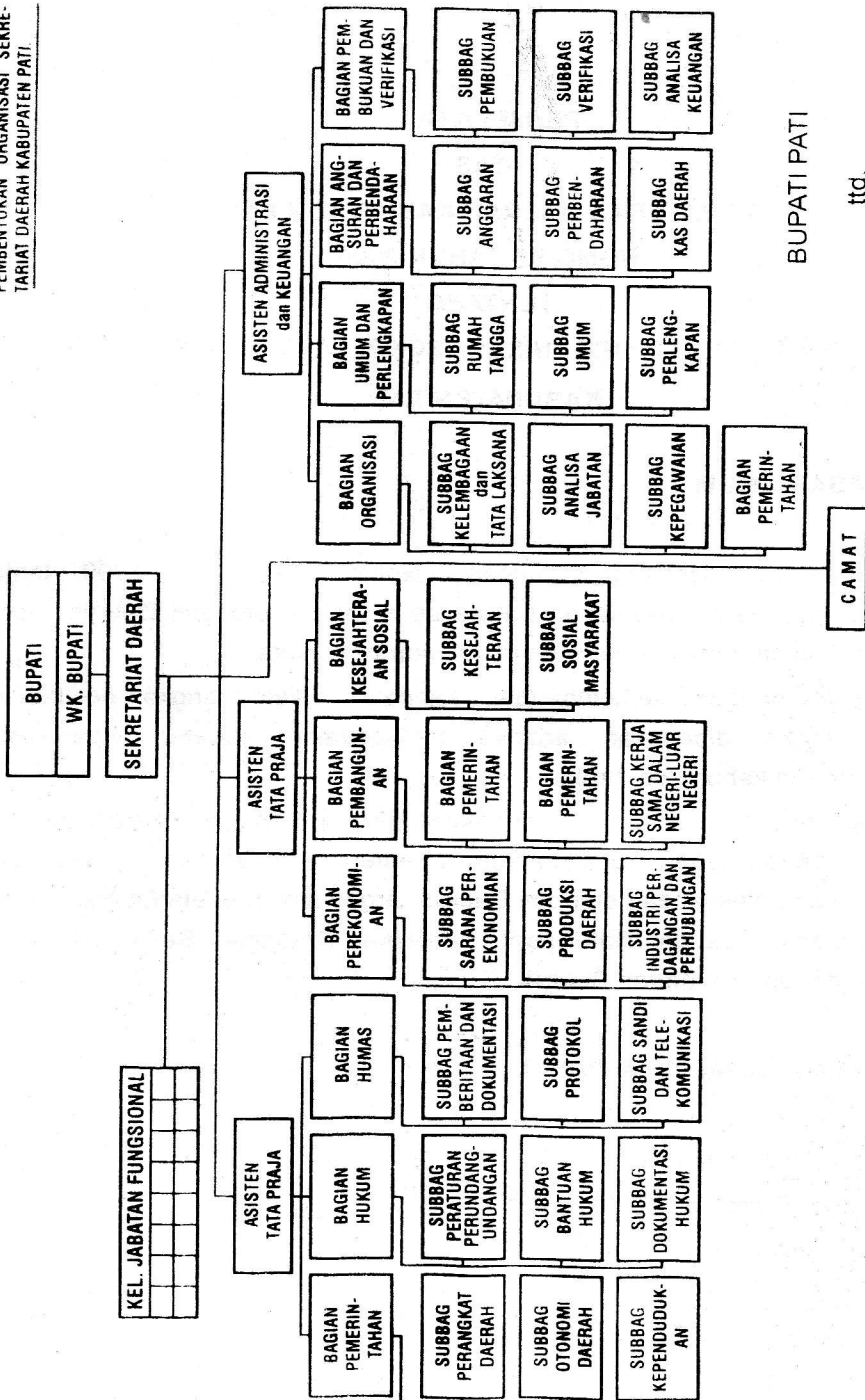 PEMBENTUKAN ORGANISASI SEKRE-
TARIAT DAERAH KABUPATEN PATI.
BUPATI
WK. BUPATI
SEKRETARIAT DAERAH
KEL. JABATAN FUNGSIONAL
ASISTEN
TATA PRAJA
ASISTEN
TATA PRAJA
ASISTEN ADMINISTRASI
dan KEUANGAN
BAGIAN
PEMERIN-
TAHAN
BAGIAN
HUKUM
BAGIAN
HUMAS
BAGIAN
PEREKONOMI-
AN
BAGIAN
PEMBANGUN-
AN
BAGIAN
KESEJAHTERA-
AN SOSIAL
BAGIAN
ORGANISASI
BAGIAN
UMUM DAN
PERLENGKAPAN
BAGIAN ANG-
SURAN DAN
PERBENDA-
HARAAN
BAGIAN PEM-
BUKUAN DAN
VERIFIKASI
SUBBAG
PERANGKAT
DAERAH
SUBBAG
PERATURAN
PERUNDANG-
UNDANGAN
SUBBAG PEM-
BERITAAN DAN
DOKUMENTASI
SUBBAG
SARANA PER-
EKONOMIAN
BAGIAN
PEMERIN-
TAHAN
SUBBAG
KESEJAH-
TERAAN
SUBBAG
KELEMBAGAAN
dan
TATA LAKSANA
SUBBAG
RUMAH
TANGGA
SUBBAG
ANGGARAN
SUBBAG
PEMBUKUAN
SUBBAG
OTONOMI
DAERAH
SUBBAG
BANTUAN
HUKUM
SUBBAG
PROTOKOL
SUBBAG
PRODUKSI
DAERAH
BAGIAN
PEMERIN-
TAHAN
SUBBAG
SOSIAL
MASYARAKAT
SUBBAG
ANALISA
JABATAN
SUBBAG
UMUM
SUBBAG
PERBEN-
DAHARAAN
SUBBAG
VERIFIKASI
SUBBAG
KEPENDUDUK-
AN
SUBBAG
DOKUMENTASI
HUKUM
SUBBAG SANDI
DAN TELE-
KOMUNIKASI
SUBBAG
INDUSTRI PER-
DAGANGAN DAN
PERHUBUNGAN
SUBBAG KERJA
SAMA DALAM
NEGERI-LUAR
NEGERI
SUBBAG
KEPEGAWAIAN
SUBBAG
PERLENG-
KAPAN
SUBBAG
KAS DAERAH
SUBBAG
ANALISA
KEUANGAN
BAGIAN
PEMERIN-
TAHAN
CAMAT
BUPATI PATI
ttd.